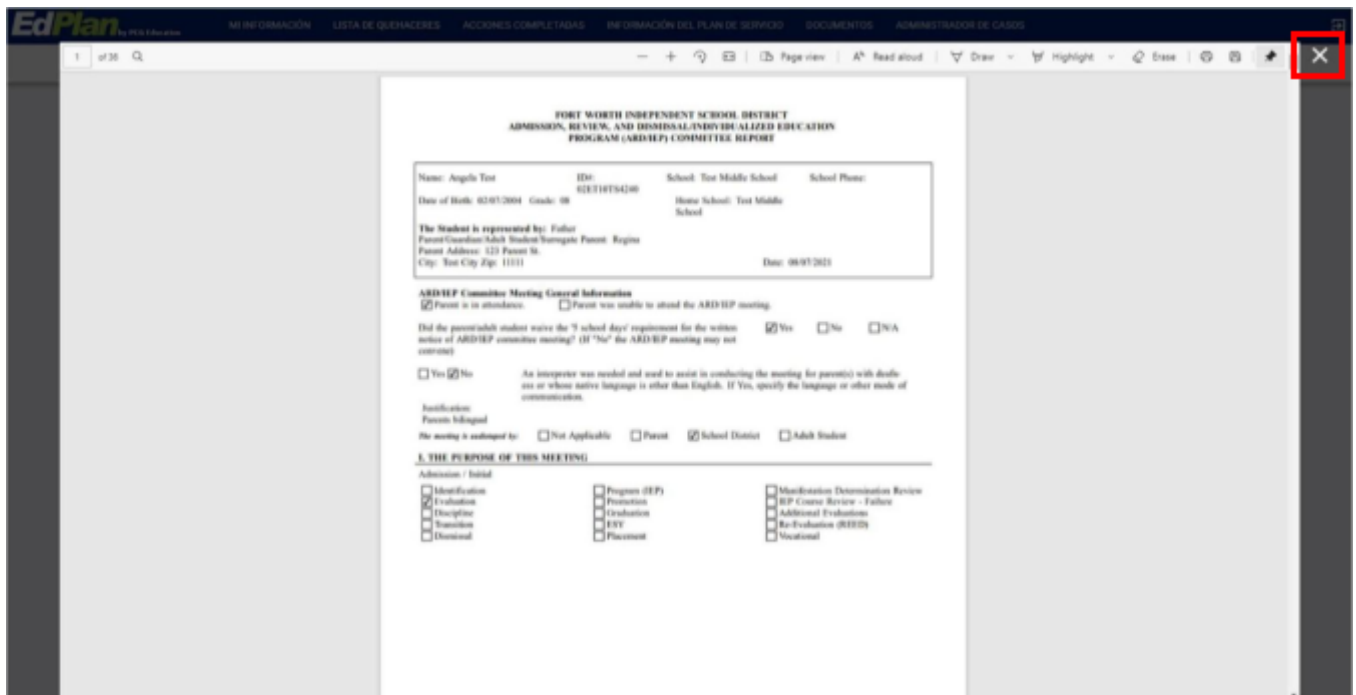 EdPlan by PCG Education
MI INFORMACIÓN LISTA DE QUEHACERES ACCIONES COMPLETADAS INFORMACIÓN DEL PLAN DE SERVICIO DOCUMENTOS ADMINISTRADOR DE CASOS
1 of 38 Page view Read aloud Draw Highlight Erase
FORT WORTH INDEPENDENT SCHOOL DISTRICT
ADMISSION, REVIEW, AND DISMISSAL/INDIVIDUALIZED EDUCATION
PROGRAM (ARD/IEP) COMMITTEE REPORT
Name: Angela Test ID#: School: Test Middle School School Phone:
Date of Birth: 02/07/2004 Grade: 08 Home School: Test Middle
School
The Student is represented by: Father
Parent/Guardian/Adult Student/Surrogate Parent: Regina
Parent Address: 123 Parent St.
City: Test City Zip: 11111 Date: 08/07/2021
ARD/IEP Committee Meeting General Information
Parent is in attendance. Parent was unable to attend the ARD/IEP meeting.
Did the parent/adult student waive the '5 school days' requirement for the written Yes No N/A
notice of ARD/IEP committee meeting? (If "No" the ARD/IEP meeting may not
convene)
Yes No An interpreter was needed and used to assist in conducting the meeting for parent(s) with deafn-
ess or whose native language is other than English. If Yes, specify the language or other mode of
communication.
Justification:
Parents bilingual
The meeting is audiotaped by: Not Applicable Parent School District Adult Student
I. THE PURPOSE OF THIS MEETING
Admission / Initial
Identification Program (IEP) Manifestation Determination Review
Evaluation Promotion IEP Course Review - Failure
Discipline Graduation Additional Evaluations
Transition ESY Re-Evaluation (REED)
Dismissal Placement Vocational